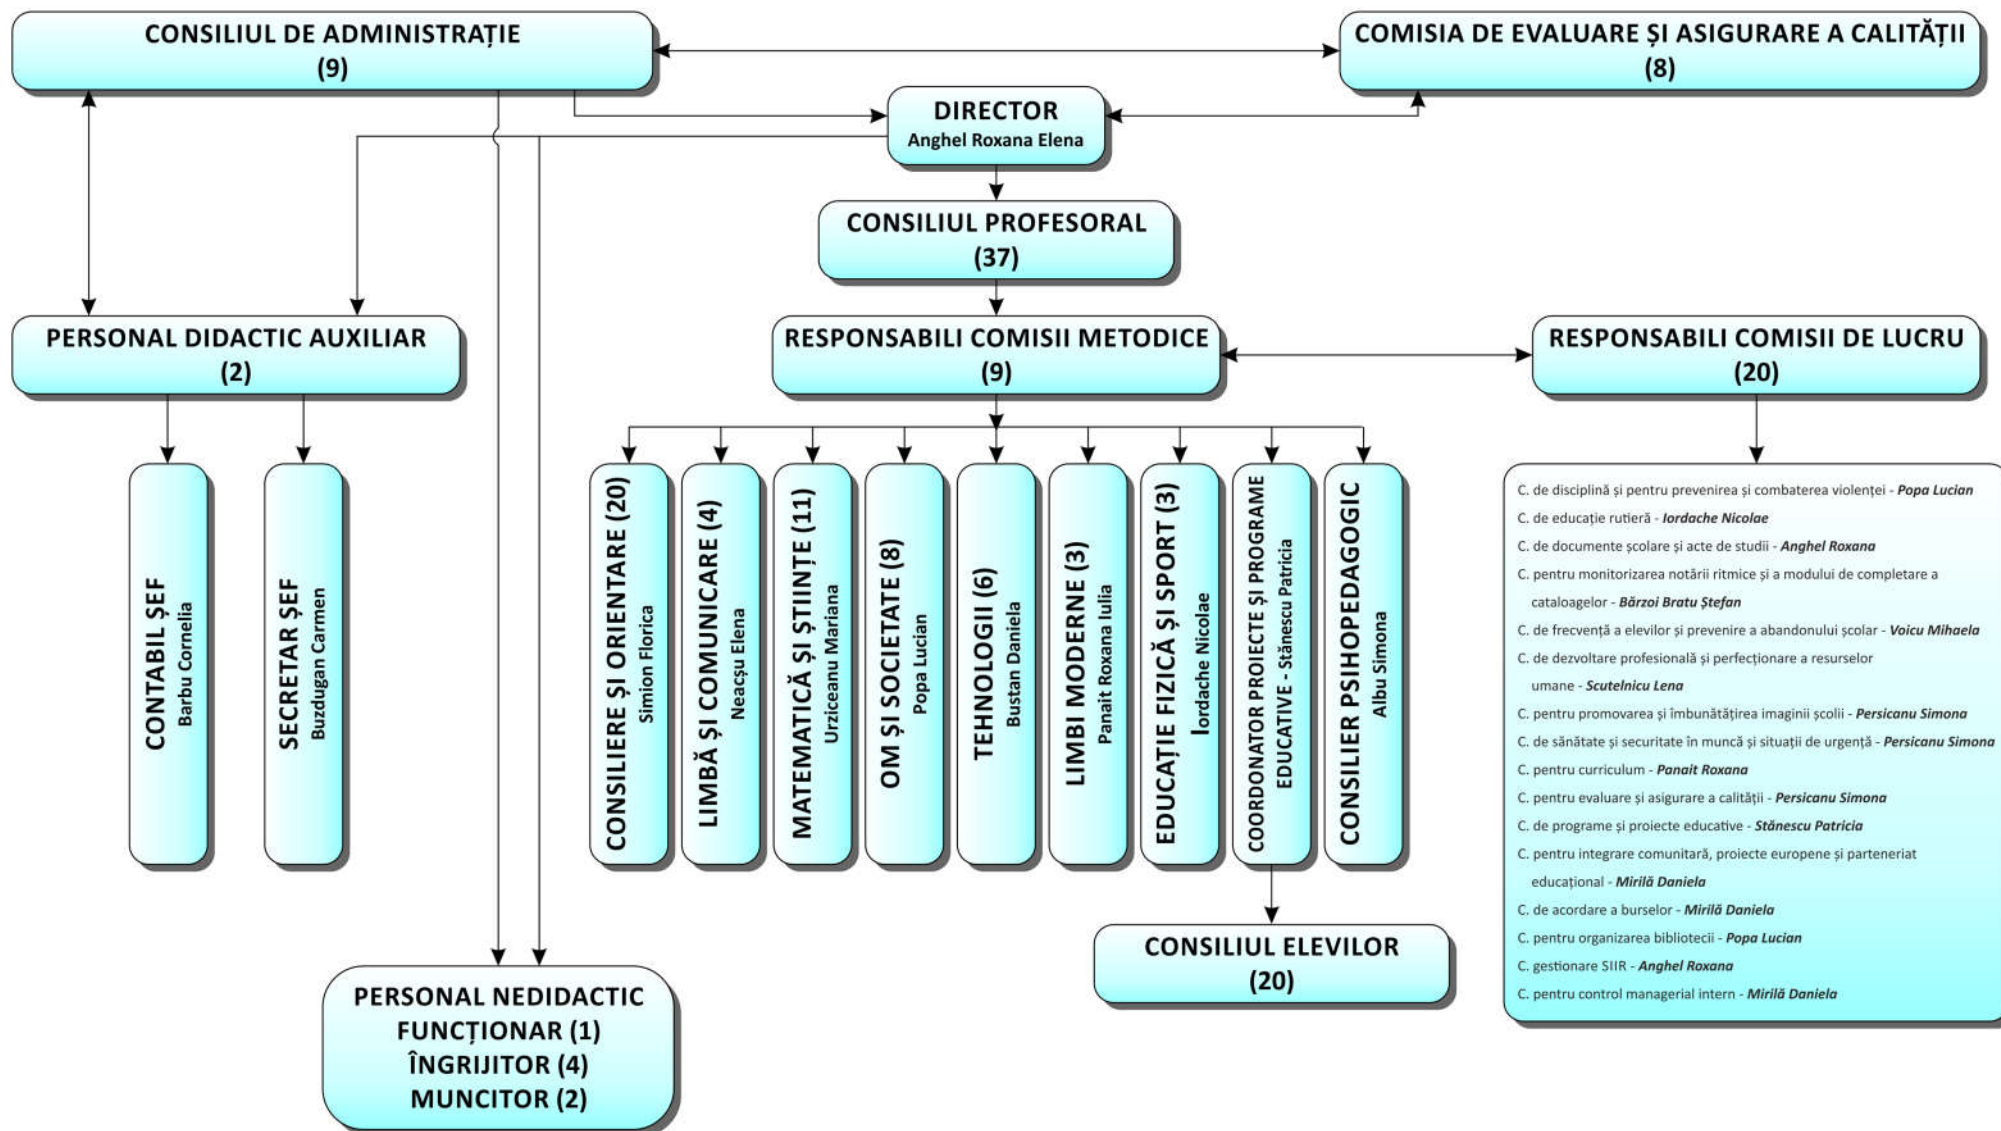 CONSILIUL DE ADMINISTRAȚIE
(9)
COMISIA DE EVALUARE ȘI ASIGURARE A CALITĂȚII
(8)
DIRECTOR
Anghel Roxana Elena
CONSILIUL PROFESORAL
(37)
PERSONAL DIDACTIC AUXILIAR
(2)
RESPONSABILI COMISII METODICE
(9)
RESPONSABILI COMISII DE LUCRU
(20)
CONTABIL ȘEF
Barbu Cornelia
SECRETAR ȘEF
Buzdugan Carmen
CONSILIERE ȘI ORIENTARE (20)
Simion Florica
LIMBĂ ȘI COMUNICARE (4)
Neacșu Elena
MATEMATICĂ ȘI ȘTIINȚE (11)
Urziceanu Mariana
OM ȘI SOCIETATE (8)
Popa Lucian
TEHNOLOGII (6)
Bustan Daniela
LIMBI MODERNE (3)
Panait Roxana Iulia
EDUCAȚIE FIZICĂ ȘI SPORT (3)
Iordache Nicolae
COORDONATOR PROIECTE ȘI PROGRAME
EDUCATIVE - Stănescu Patricia
CONSILIER PSIHOPEDAGOGIC
Albu Simona
C. de disciplină și pentru prevenirea și combaterea violenței - Popa Lucian
C. de educație rutieră - Iordache Nicolae
C. de documente școlare și acte de studii - Anghel Roxana
C. pentru monitorizarea notării ritmice și a modului de completare a
cataloagelor - Bărzoi Bratu Ștefan
C. de frecvență a elevilor și prevenire a abandonului școlar - Voicu Mihaela
C. de dezvoltare profesională și perfecționare a resurselor
umane - Scutelnicu Lena
C. pentru promovarea și îmbunătățirea imaginii școlii - Persicanu Simona
C. de sănătate și securitate în muncă și situații de urgență - Persicanu Simona
C. pentru curriculum - Panait Roxana
C. pentru evaluare și asigurare a calității - Persicanu Simona
C. de programe și proiecte educative - Stănescu Patricia
C. pentru integrare comunitară, proiecte europene și parteneriat
educațional - Mirilă Daniela
C. de acordare a burselor - Mirilă Daniela
C. pentru organizarea bibliotecii - Popa Lucian
C. gestionare SIIR - Anghel Roxana
C. pentru control managerial intern - Mirilă Daniela
CONSILIUL ELEVILOR
(20)
PERSONAL NEDIDACTIC
FUNCȚIONAR (1)
ÎNGRIJITOR (4)
MUNCITOR (2)